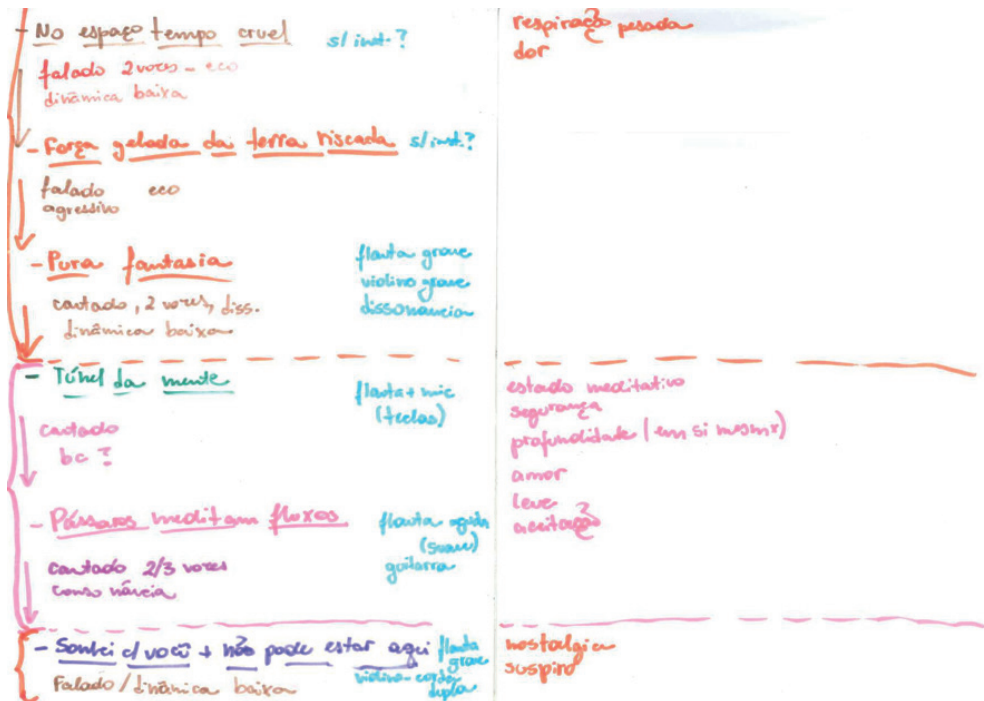 - No espaço tempo cruel s/ inst.?
falado 2 vozes - eco
dinâmica baixa
- Força gelada da terra riscada s/ inst.?
falado eco
agressivo
- Pura fantasia
cantado, 2 vozes, diss.
dinâmica baixa
flauta grave
violino grave
dissonancia
- Túnel da mente
cantado
bc ?
flauta + mic
(teclas)
- Pássaros meditam fluxos
cantado 2/3 vozes
consonância
flauta aguda
(suave)
guitarra
- Sonhei c/ você + não pode estar aqui
Falado / dinâmica baixa
flauta
grave
violino - corda
dupla
respiração pesada
dor
estado meditativo
segurança
profundidade (em si mesmx)
amor
leve
aceitação
nostalgia
suspiro